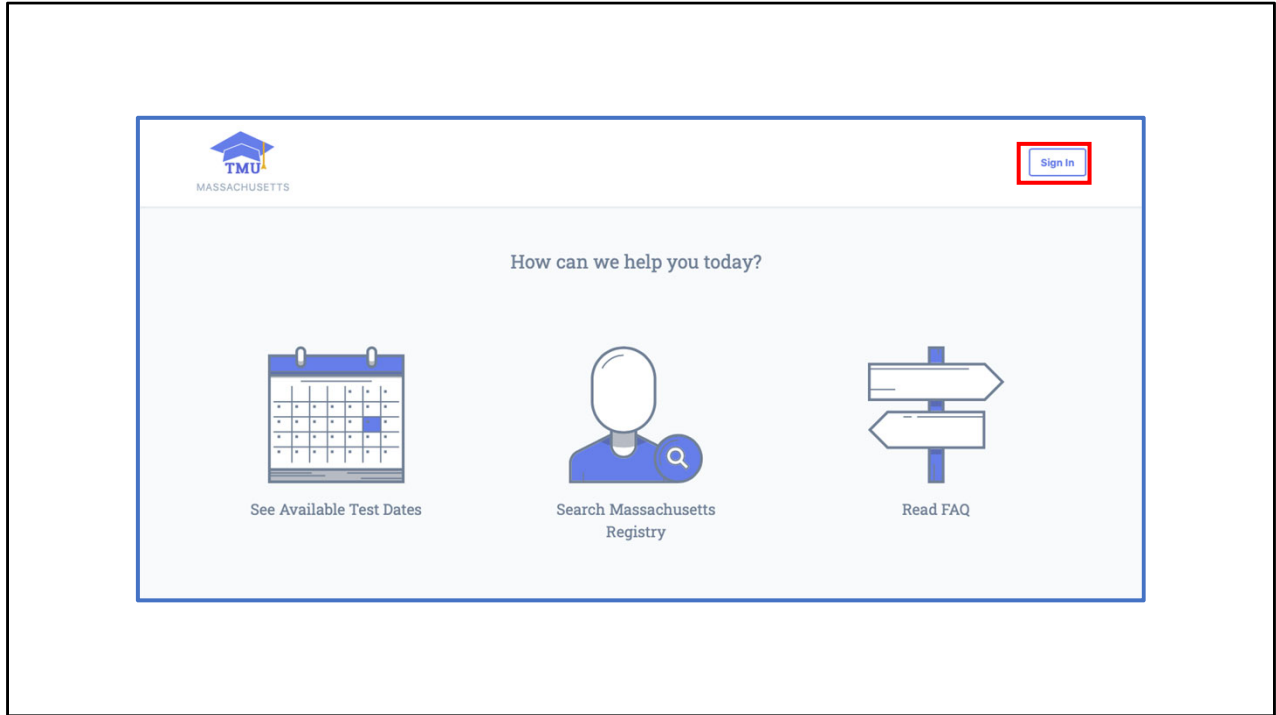 TMU
MASSACHUSETTS
Sign In
How can we help you today?
See Available Test Dates
Search Massachusetts
Registry
Read FAQ